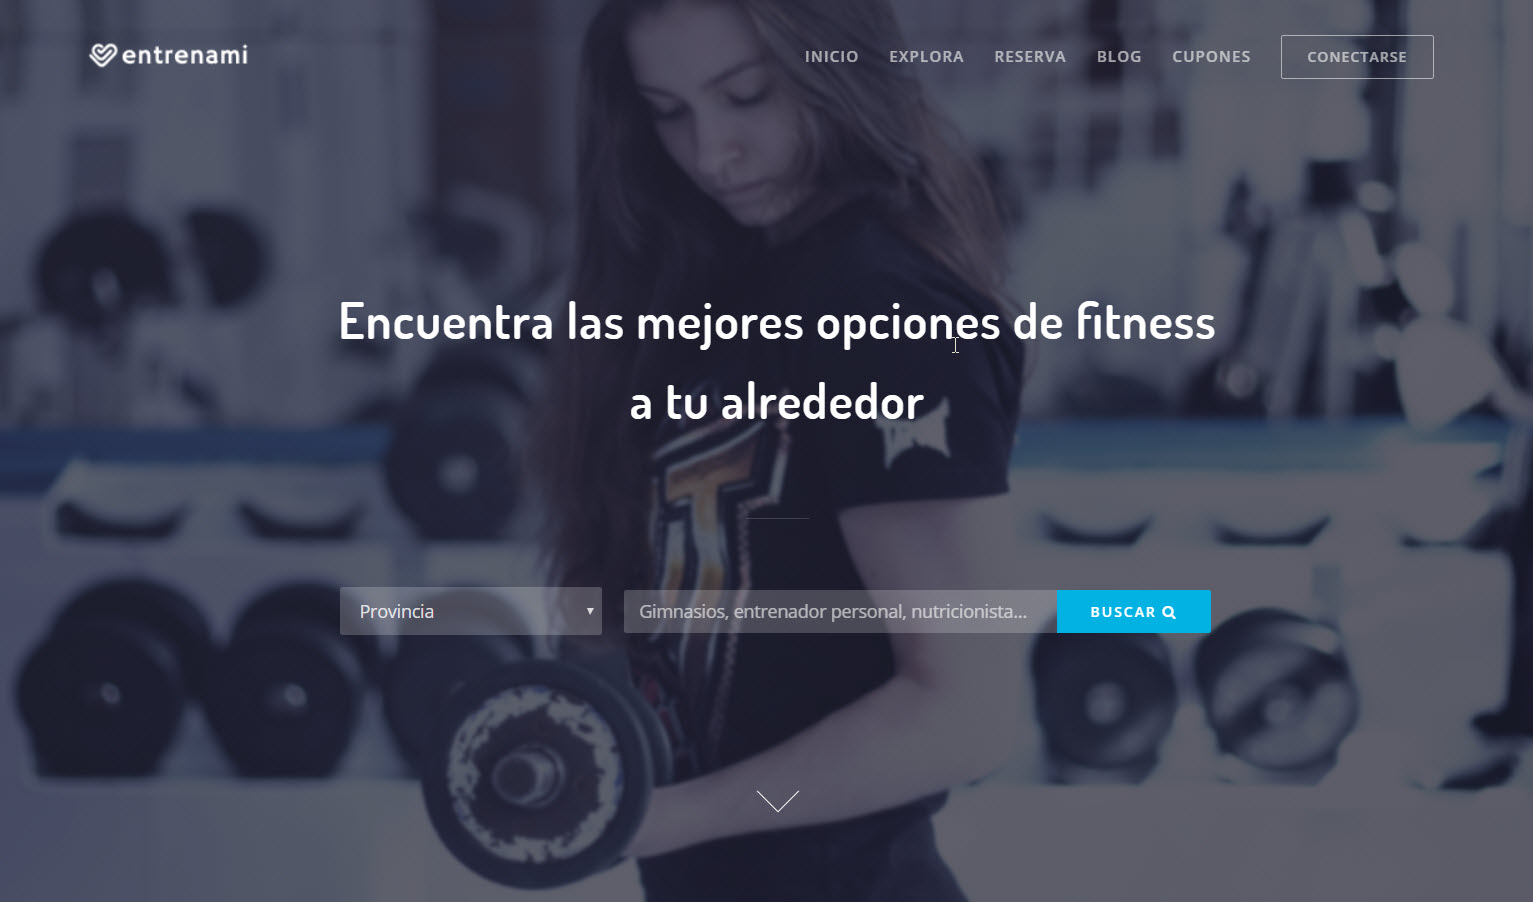 entrenami
INICIO EXPLORA RESERVA BLOG CUPONES CONECTARSE
Encuentra las mejores opciones de fitness
a tu alrededor
Provincia
Gimnasios, entrenador personal, nutricionista...
BUSCAR